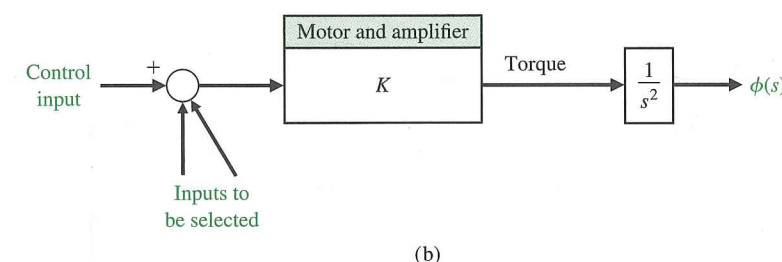 Motor and amplifier
Control
input
+
K
Torque
1
s²
ϕ(s)
Inputs to
be selected
(b)